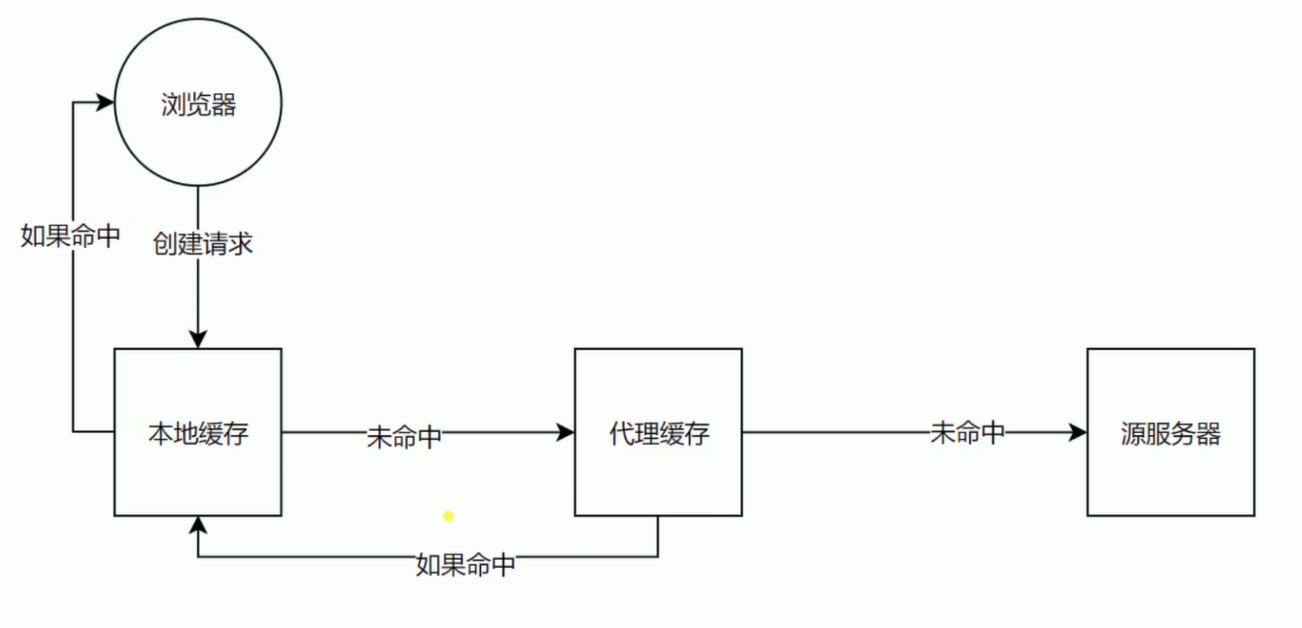 浏览器
如果命中
创建请求
本地缓存
未命中
代理缓存
未命中
源服务器
如果命中